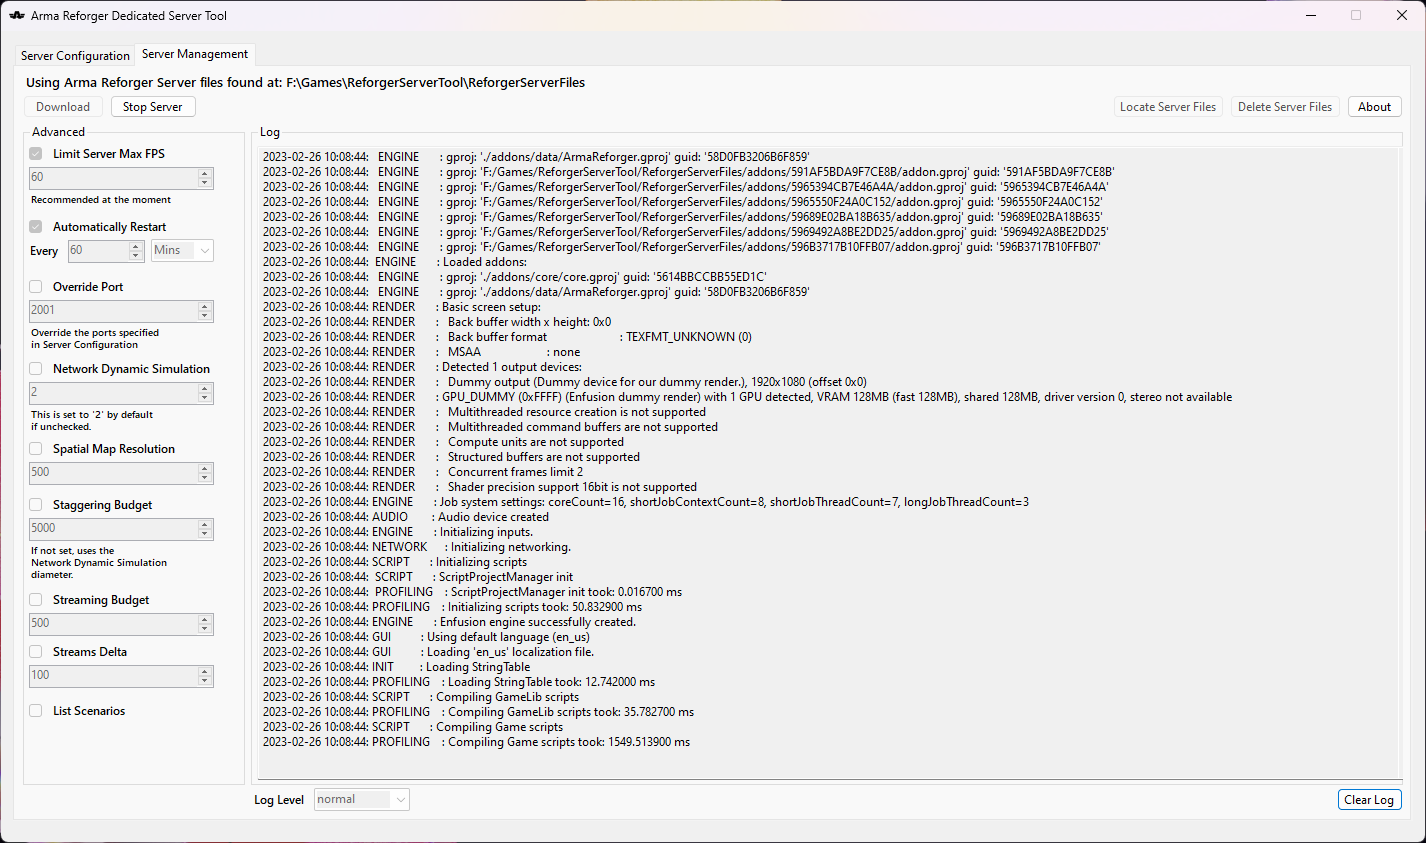 Arma Reforger Dedicated Server Tool
Server Configuration
Server Management
Using Arma Reforger Server files found at: F:\Games\ReforgerServerTool\ReforgerServerFiles
Download
Stop Server
Locate Server Files
Delete Server Files
About
Advanced
Limit Server Max FPS
60
Recommended at the moment
Automatically Restart
Every 60 Mins
Override Port
2001
Override the ports specified
in Server Configuration
Network Dynamic Simulation
2
This is set to '2' by default
if unchecked.
Spatial Map Resolution
500
Staggering Budget
5000
If not set, uses the
Network Dynamic Simulation
diameter.
Streaming Budget
500
Streams Delta
100
List Scenarios
Log
2023-02-26 10:08:44: ENGINE : gproj: './addons/data/ArmaReforger.gproj' guid: '58D0FB3206B6F859'
2023-02-26 10:08:44: ENGINE : gproj: 'F:/Games/ReforgerServerTool/ReforgerServerFiles/addons/591AF5BDA9F7CE8B/addon.gproj' guid: '591AF5BDA9F7CE8B'
2023-02-26 10:08:44: ENGINE : gproj: 'F:/Games/ReforgerServerTool/ReforgerServerFiles/addons/5965394CB7E46A4A/addon.gproj' guid: '5965394CB7E46A4A'
2023-02-26 10:08:44: ENGINE : gproj: 'F:/Games/ReforgerServerTool/ReforgerServerFiles/addons/5965550F24A0C152/addon.gproj' guid: '5965550F24A0C152'
2023-02-26 10:08:44: ENGINE : gproj: 'F:/Games/ReforgerServerTool/ReforgerServerFiles/addons/59689E02BA18B635/addon.gproj' guid: '59689E02BA18B635'
2023-02-26 10:08:44: ENGINE : gproj: 'F:/Games/ReforgerServerTool/ReforgerServerFiles/addons/5969492A8BE2DD25/addon.gproj' guid: '5969492A8BE2DD25'
2023-02-26 10:08:44: ENGINE : gproj: 'F:/Games/ReforgerServerTool/ReforgerServerFiles/addons/596B3717B10FFB07/addon.gproj' guid: '596B3717B10FFB07'
2023-02-26 10:08:44: ENGINE : Loaded addons:
2023-02-26 10:08:44: ENGINE : gproj: './addons/core/core.gproj' guid: '5614BBCCBB55ED1C'
2023-02-26 10:08:44: ENGINE : gproj: './addons/data/ArmaReforger.gproj' guid: '58D0FB3206B6F859'
2023-02-26 10:08:44: RENDER : Basic screen setup:
2023-02-26 10:08:44: RENDER : Back buffer width x height: 0x0
2023-02-26 10:08:44: RENDER : Back buffer format : TEXFMT_UNKNOWN (0)
2023-02-26 10:08:44: RENDER : MSAA : none
2023-02-26 10:08:44: RENDER : Detected 1 output devices:
2023-02-26 10:08:44: RENDER : Dummy output (Dummy device for our dummy render.), 1920x1080 (offset 0x0)
2023-02-26 10:08:44: RENDER : GPU_DUMMY (0xFFFF) (Enfusion dummy render) with 1 GPU detected, VRAM 128MB (fast 128MB), shared 128MB, driver version 0, stereo not available
2023-02-26 10:08:44: RENDER : Multithreaded resource creation is not supported
2023-02-26 10:08:44: RENDER : Multithreaded command buffers are not supported
2023-02-26 10:08:44: RENDER : Compute units are not supported
2023-02-26 10:08:44: RENDER : Structured buffers are not supported
2023-02-26 10:08:44: RENDER : Concurrent frames limit 2
2023-02-26 10:08:44: RENDER : Shader precision support 16bit is not supported
2023-02-26 10:08:44: ENGINE : Job system settings: coreCount=16, shortJobContextCount=8, shortJobThreadCount=7, longJobThreadCount=3
2023-02-26 10:08:44: AUDIO : Audio device created
2023-02-26 10:08:44: ENGINE : Initializing inputs.
2023-02-26 10:08:44: NETWORK : Initializing networking.
2023-02-26 10:08:44: SCRIPT : Initializing scripts
2023-02-26 10:08:44: SCRIPT : ScriptProjectManager init
2023-02-26 10:08:44: PROFILING : ScriptProjectManager init took: 0.016700 ms
2023-02-26 10:08:44: PROFILING : Initializing scripts took: 50.832900 ms
2023-02-26 10:08:44: ENGINE : Enfusion engine successfully created.
2023-02-26 10:08:44: GUI : Using default language (en_us)
2023-02-26 10:08:44: GUI : Loading 'en_us' localization file.
2023-02-26 10:08:44: INIT : Loading StringTable
2023-02-26 10:08:44: PROFILING : Loading StringTable took: 12.742000 ms
2023-02-26 10:08:44: SCRIPT : Compiling GameLib scripts
2023-02-26 10:08:44: PROFILING : Compiling GameLib scripts took: 35.782700 ms
2023-02-26 10:08:44: SCRIPT : Compiling Game scripts
2023-02-26 10:08:44: PROFILING : Compiling Game scripts took: 1549.513900 ms
Log Level normal
Clear Log